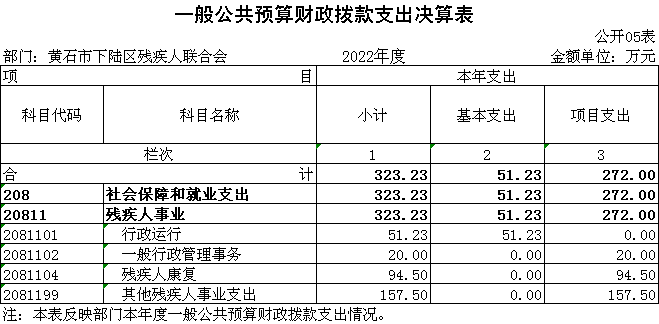 一般公共预算财政拨款支出决算表
公开05表
部门：黄石市下陆区残疾人联合会 2022年度 金额单位：万元
项 目 本年支出
科目代码 科目名称 小计 基本支出 项目支出
栏次 1 2 3
合 计 323.23 51.23 272.00
208 社会保障和就业支出 323.23 51.23 272.00
20811 残疾人事业 323.23 51.23 272.00
2081101 行政运行 51.23 51.23 0.00
2081102 一般行政管理事务 20.00 0.00 20.00
2081104 残疾人康复 94.50 0.00 94.50
2081199 其他残疾人事业支出 157.50 0.00 157.50
注：本表反映部门本年度一般公共预算财政拨款支出情况。